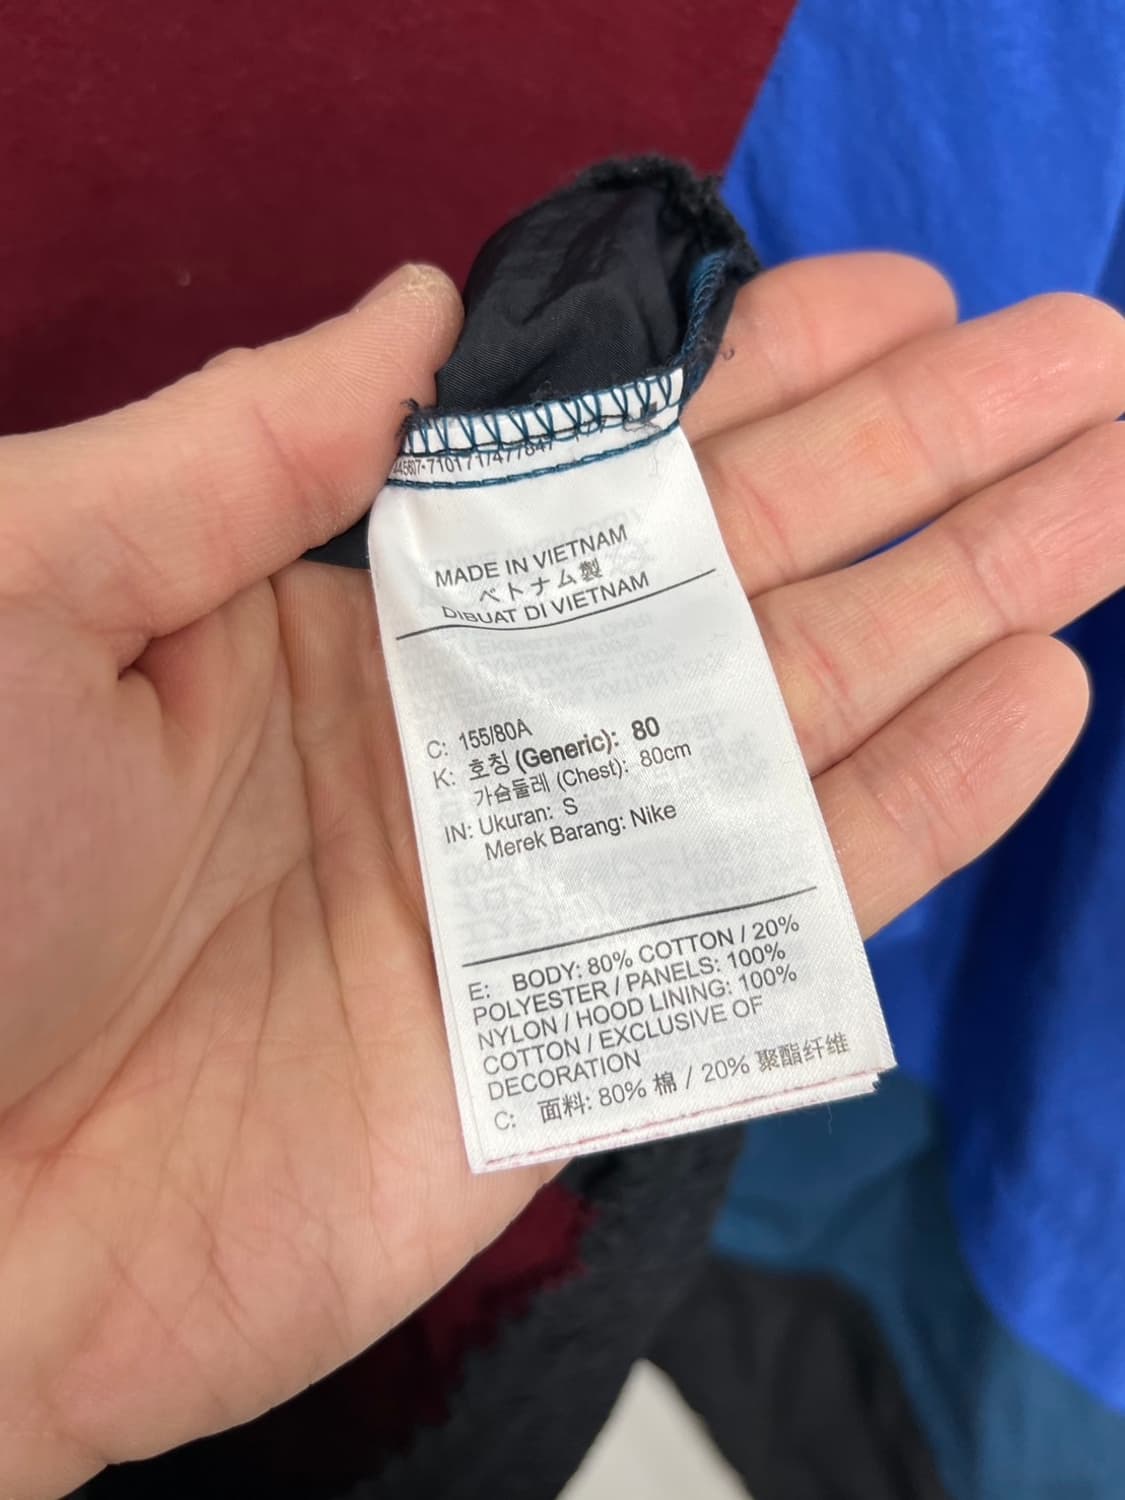 MADE IN VIETNAM
ベトナム製
DIBUAT DI VIETNAM
C: 155/80A
K: 호칭 (Generic): 80
가슴둘레 (Chest): 80cm
IN: Ukuran: S
Merek Barang: Nike
E: BODY: 80% COTTON / 20%
POLYESTER / PANELS: 100%
NYLON / HOOD LINING: 100%
COTTON / EXCLUSIVE OF
DECORATION
C: 面料: 80% 棉 / 20% 聚酯纤维